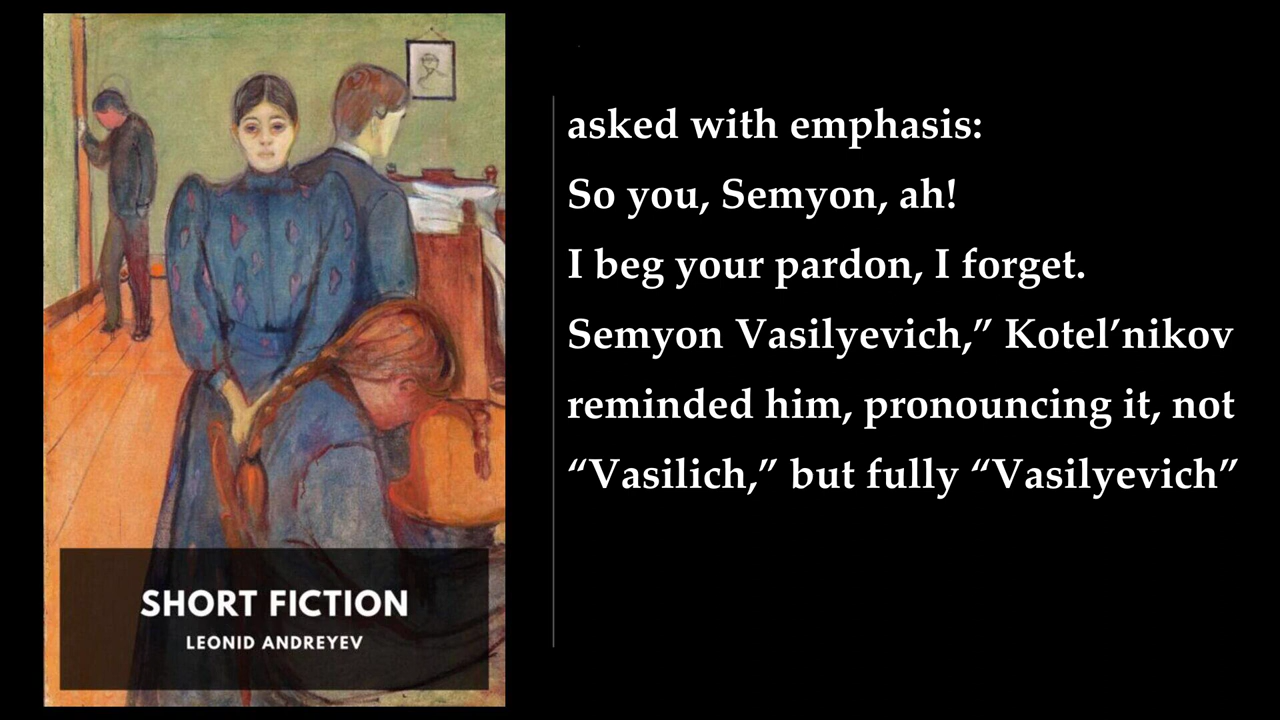 SHORT FICTION
LEONID ANDREYEV
asked with emphasis:
So you, Semyon, ah!
I beg your pardon, I forget.
Semyon Vasilyevich,” Kotel’nikov
reminded him, pronouncing it, not
“Vasilich,” but fully “Vasilyevich”